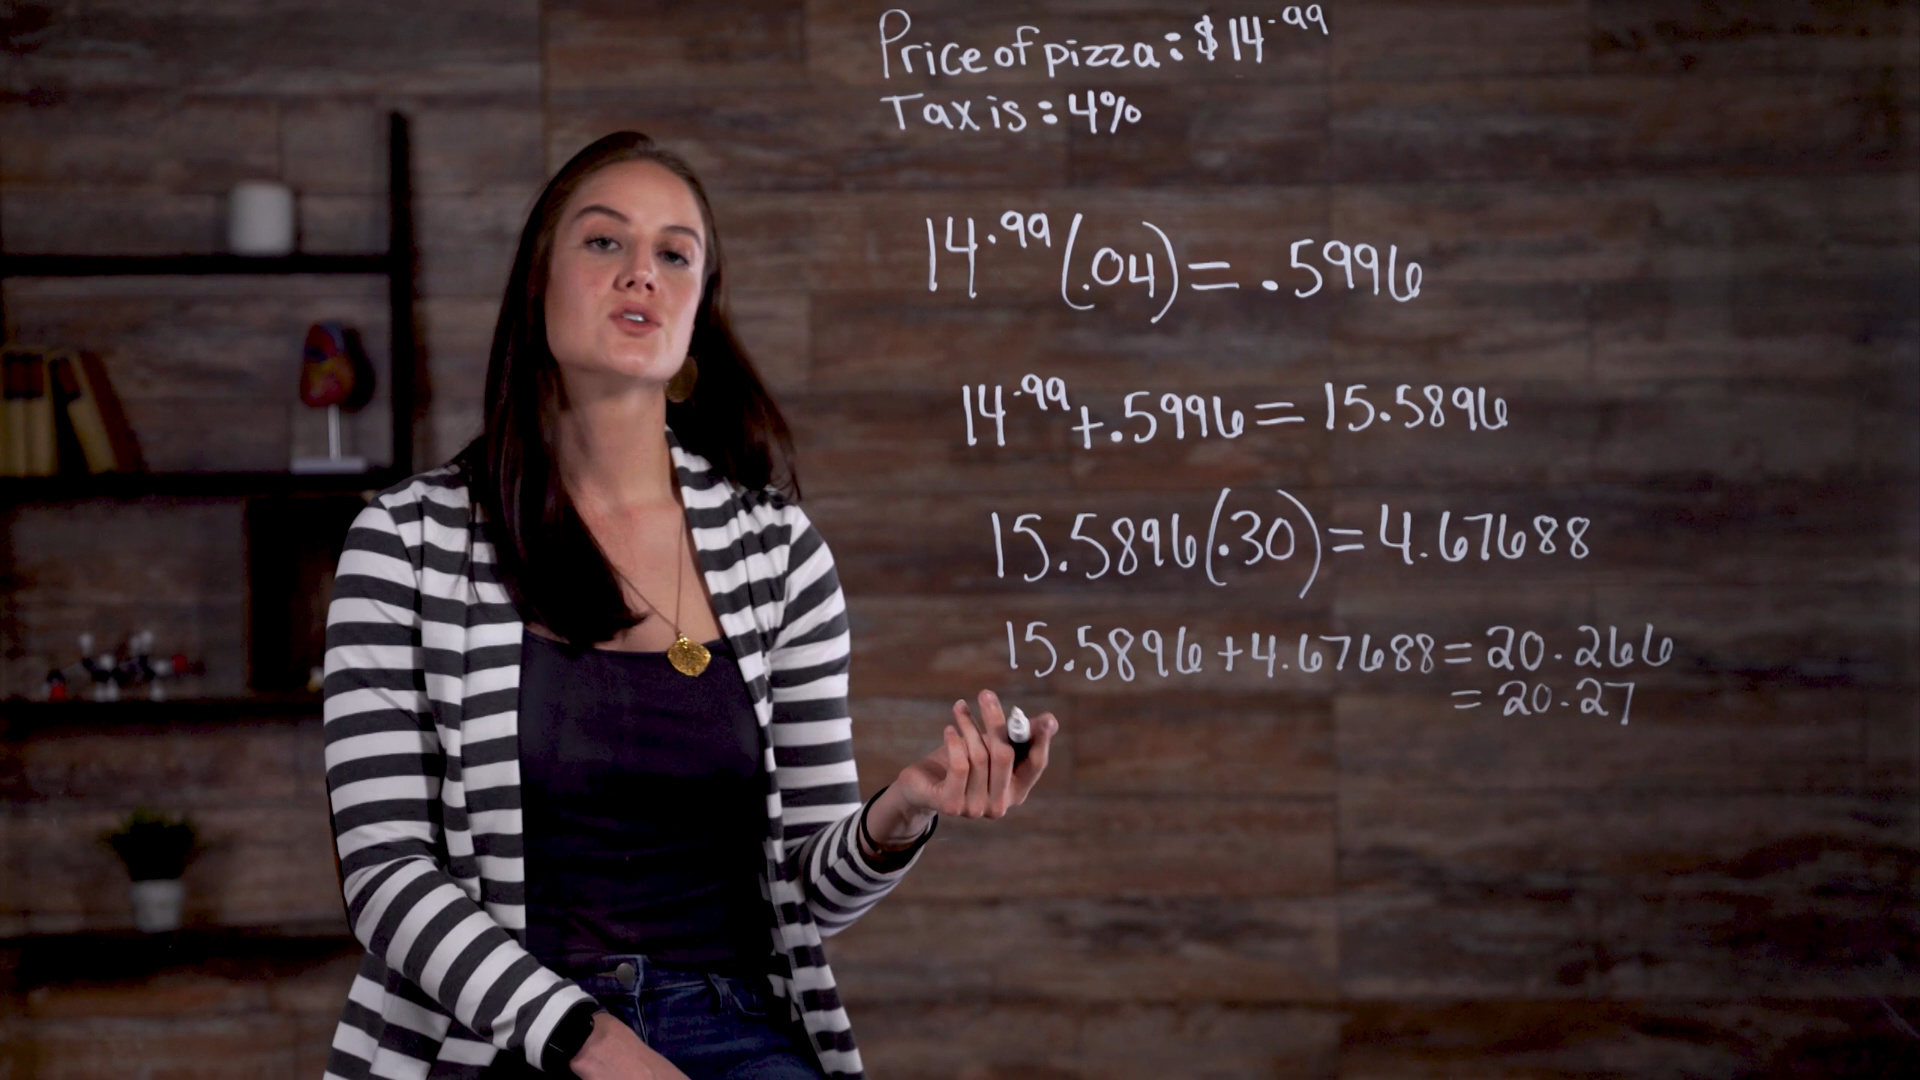 Price of pizza: $14.99
Tax is: 4%
14.99(.04)= .5996
14.99+.5996=15.5896
15.5896(.30)=4.67688
15.5896+4.67688=20.266
=20.27